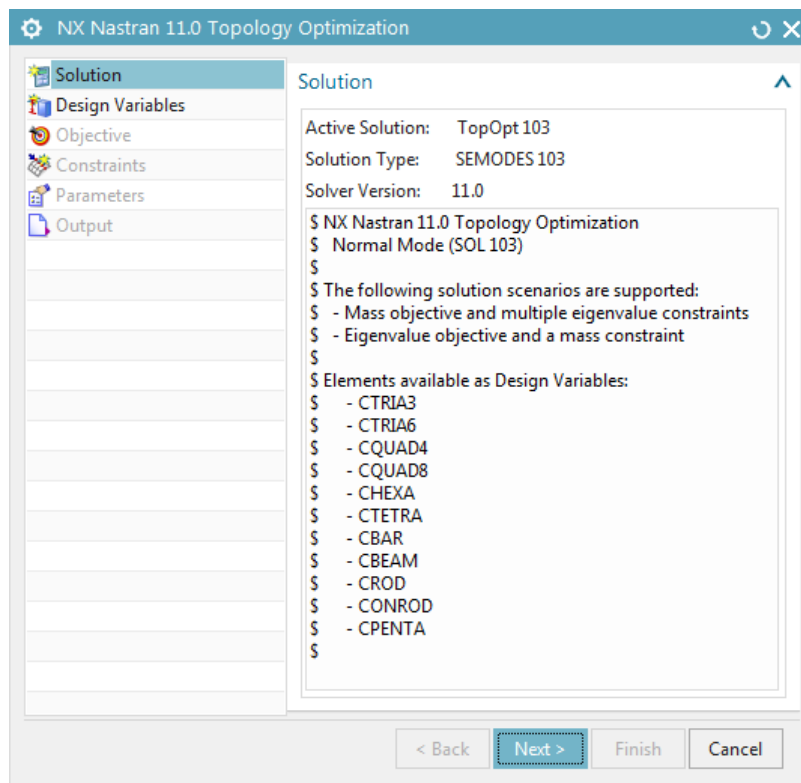 NX Nastran 11.0 Topology Optimization
Solution
Design Variables
Objective
Constraints
Parameters
Output
Solution
Active Solution: TopOpt 103
Solution Type: SEMODES 103
Solver Version: 11.0
$ NX Nastran 11.0 Topology Optimization
$ Normal Mode (SOL 103)
$
$ The following solution scenarios are supported:
$ - Mass objective and multiple eigenvalue constraints
$ - Eigenvalue objective and a mass constraint
$
$ Elements available as Design Variables:
$ - CTRIA3
$ - CTRIA6
$ - CQUAD4
$ - CQUAD8
$ - CHEXA
$ - CTETRA
$ - CBAR
$ - CBEAM
$ - CROD
$ - CONROD
$ - CPENTA
$
< Back Next > Finish Cancel